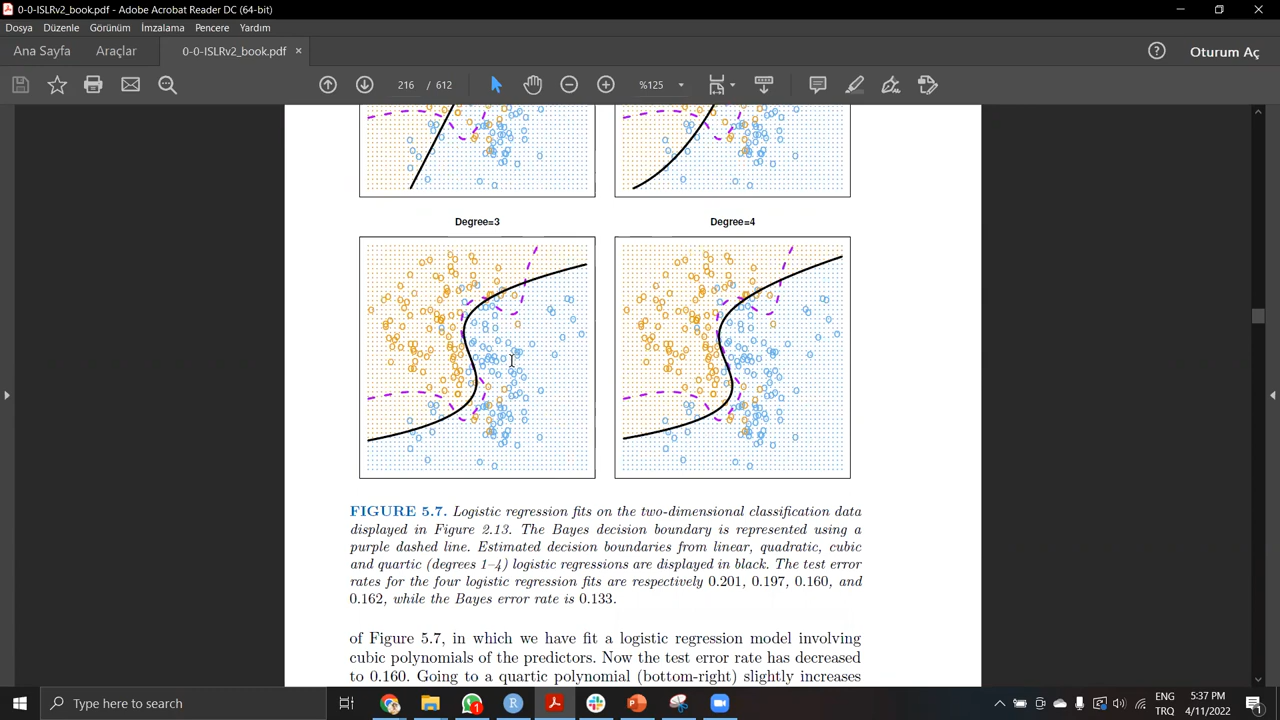 0-0-ISLRv2_book.pdf - Adobe Acrobat Reader DC (64-bit)
Dosya Düzenle Görünüm İmzalama Pencere Yardım
Ana Sayfa Araçlar 0-0-ISLRv2_book.pdf × Oturum Aç
216 / 612 %125
Degree=3 Degree=4
FIGURE 5.7. Logistic regression fits on the two-dimensional classification data
displayed in Figure 2.13. The Bayes decision boundary is represented using a
purple dashed line. Estimated decision boundaries from linear, quadratic, cubic
and quartic (degrees 1–4) logistic regressions are displayed in black. The test error
rates for the four logistic regression fits are respectively 0.201, 0.197, 0.160, and
0.162, while the Bayes error rate is 0.133.
of Figure 5.7, in which we have fit a logistic regression model involving
cubic polynomials of the predictors. Now the test error rate has decreased
to 0.160. Going to a quartic polynomial (bottom-right) slightly increases
Type here to search
ENG 5:37 PM
TRQ 4/11/2022